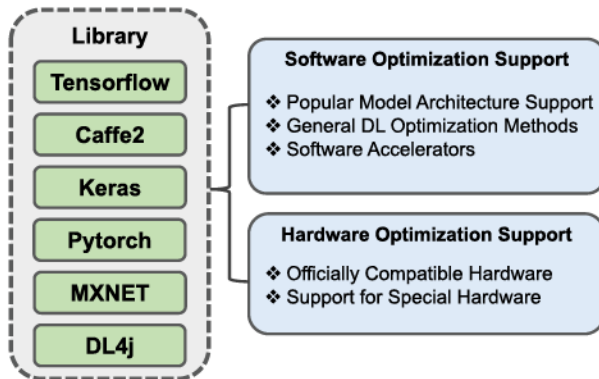 Library
Tensorflow
Caffe2
Keras
Pytorch
MXNET
DL4j
Software Optimization Support
❖ Popular Model Architecture Support
❖ General DL Optimization Methods
❖ Software Accelerators
Hardware Optimization Support
❖ Officially Compatible Hardware
❖ Support for Special Hardware